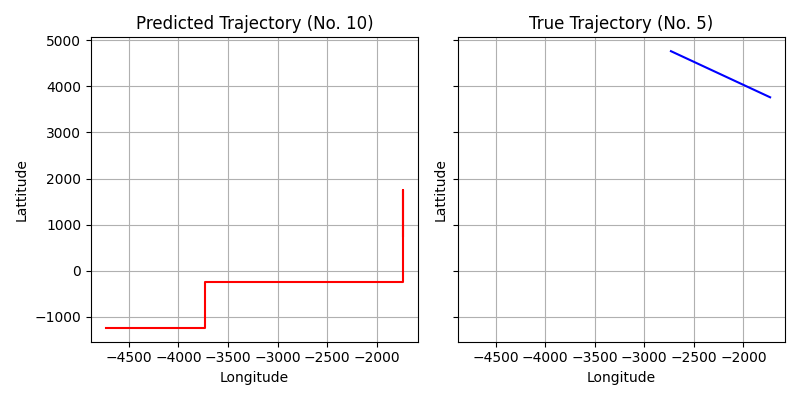 Predicted Trajectory (No. 10)
True Trajectory (No. 5)
5000
4000
3000
2000
1000
0
−1000
Lattitude
−4500 −4000 −3500 −3000 −2500 −2000
Longitude
Lattitude
−4500 −4000 −3500 −3000 −2500 −2000
Longitude